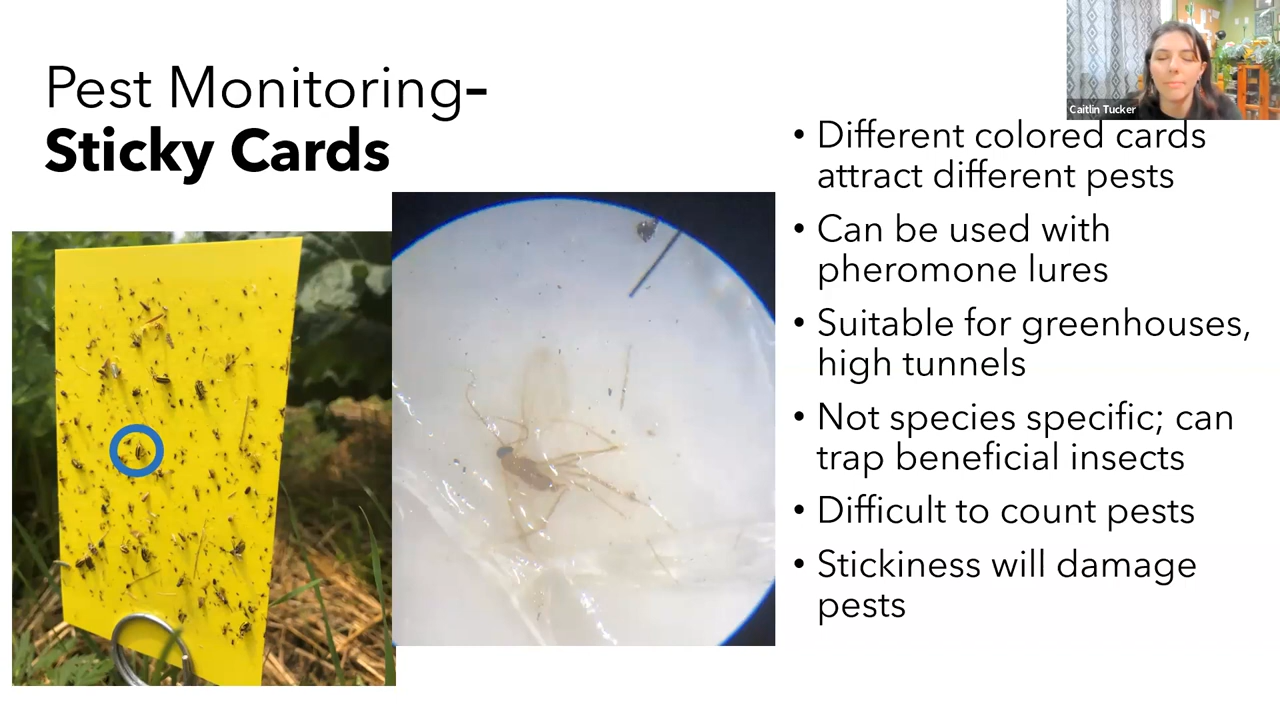 Pest Monitoring–
Sticky Cards
Caitlin Tucker
• Different colored cards
attract different pests
• Can be used with
pheromone lures
• Suitable for greenhouses,
high tunnels
• Not species specific; can
trap beneficial insects
• Difficult to count pests
• Stickiness will damage
pests